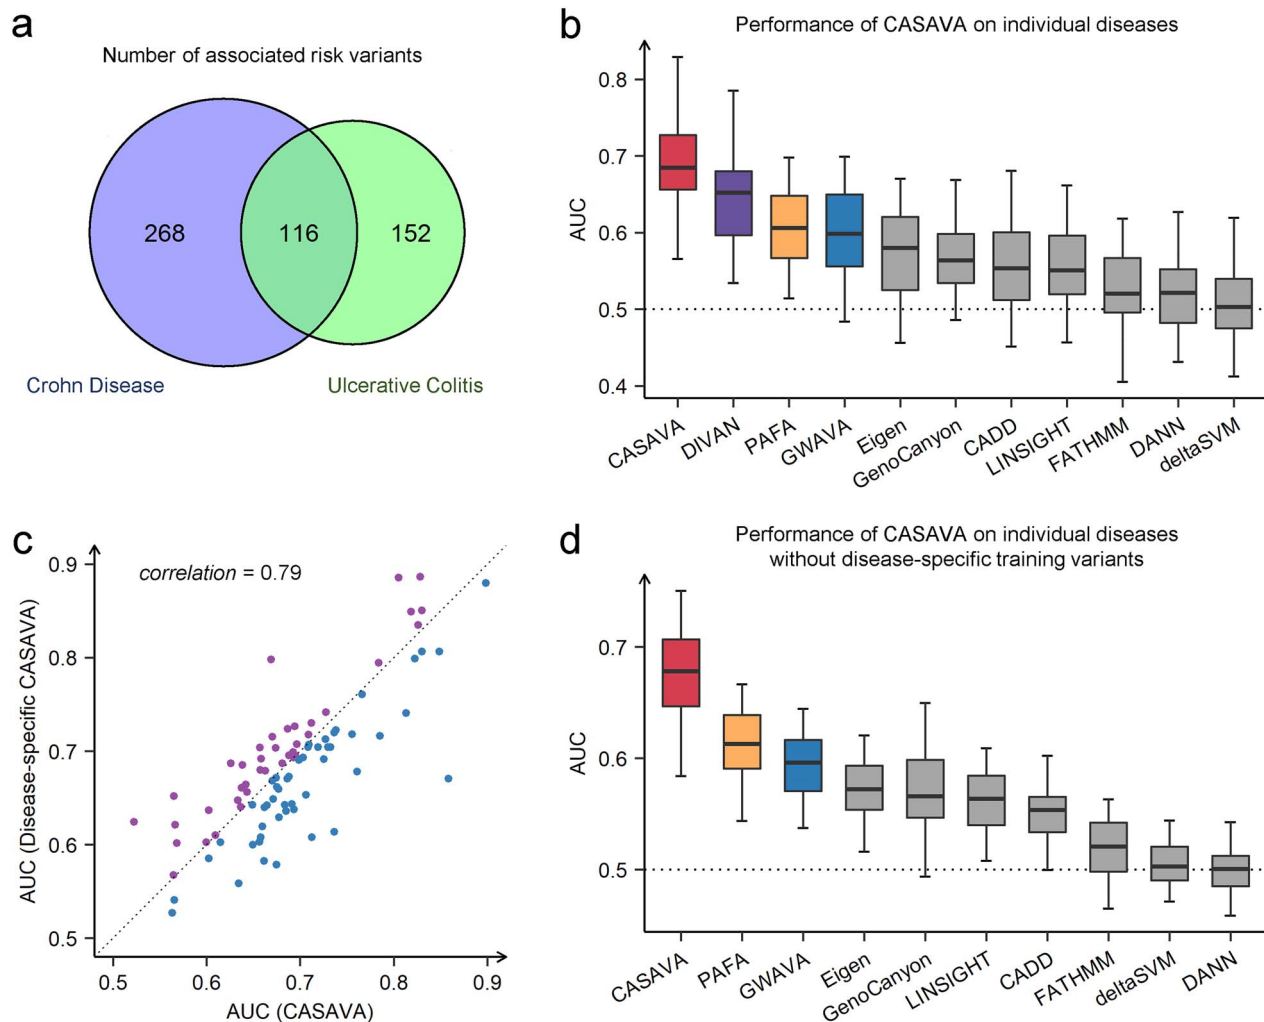 a
Number of associated risk variants
268
116
152
Crohn Disease
Ulcerative Colitis
b
Performance of CASAVA on individual diseases
AUC
0.8
0.7
0.6
0.5
0.4
CASAVA
DIVAN
PAFA
GWAVA
Eigen
GenoCanyon
CADD
LINSIGHT
FATHMM
DANN
deltaSVM
c
correlation = 0.79
AUC (Disease-specific CASAVA)
0.9
0.8
0.7
0.6
0.5
0.5
0.6
0.7
0.8
0.9
AUC (CASAVA)
d
Performance of CASAVA on individual diseases
without disease-specific training variants
AUC
0.7
0.6
0.5
CASAVA
PAFA
GWAVA
Eigen
GenoCanyon
LINSIGHT
CADD
FATHMM
deltaSVM
DANN